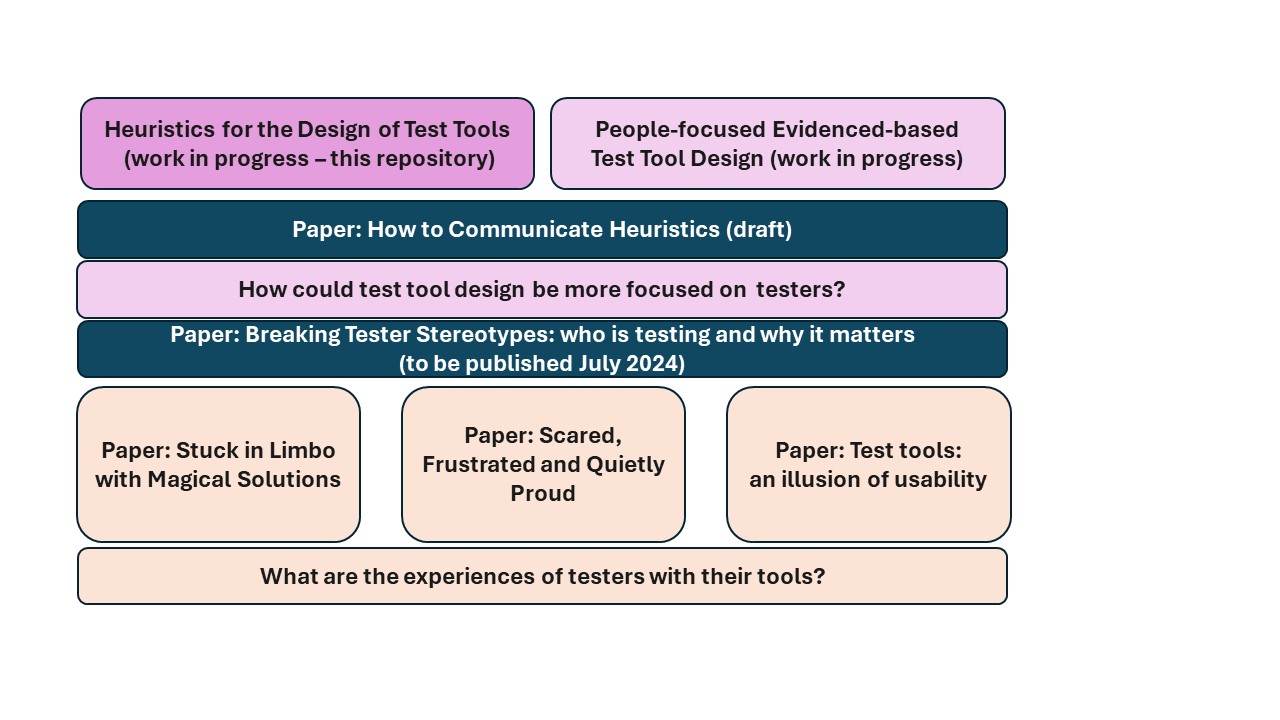 Heuristics for the Design of Test Tools
(work in progress – this repository)
People-focused Evidenced-based
Test Tool Design (work in progress)
Paper: How to Communicate Heuristics (draft)
How could test tool design be more focused on testers?
Paper: Breaking Tester Stereotypes: who is testing and why it matters
(to be published July 2024)
Paper: Stuck in Limbo
with Magical Solutions
Paper: Scared,
Frustrated and Quietly
Proud
Paper: Test tools:
an illusion of usability
What are the experiences of testers with their tools?